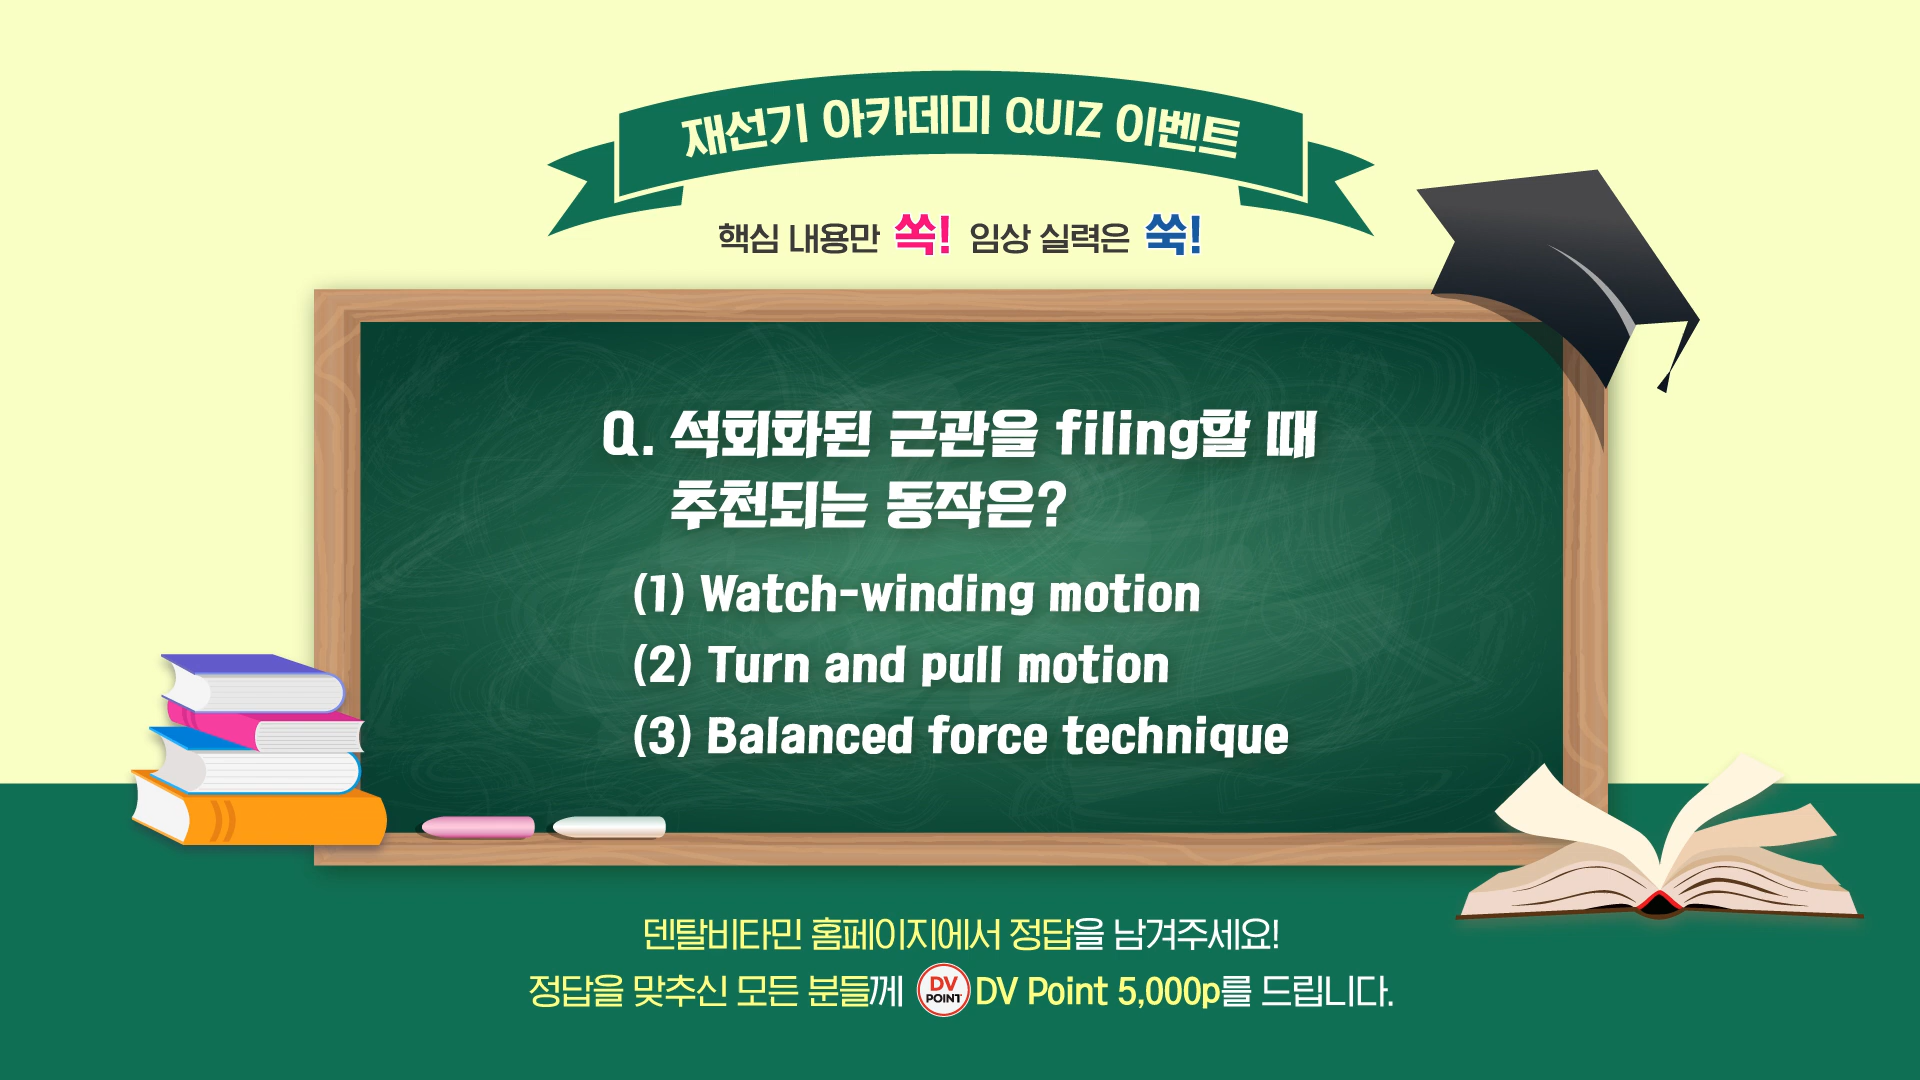 재선기 아카데미 QUIZ 이벤트
핵심 내용만 쏙! 임상 실력은 쑥!
Q. 석회화된 근관을 filing할 때
추천되는 동작은?
(1) Watch-winding motion
(2) Turn and pull motion
(3) Balanced force technique
덴탈비타민 홈페이지에서 정답을 남겨주세요!
정답을 맞추신 모든 분들께 DV POINT DV Point 5,000p를 드립니다.